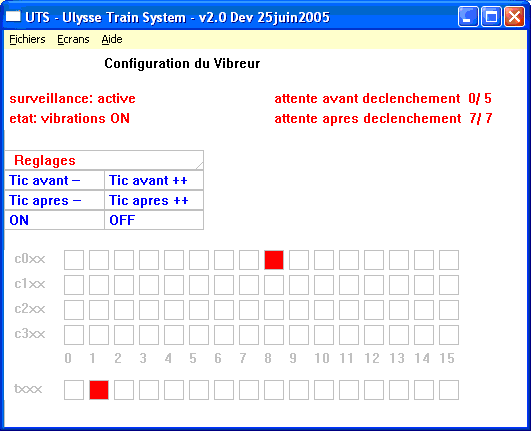 UTS - Ulysse Train System - v2.0 Dev 25juin2005
Fichiers Ecrans Aide
Configuration du Vibreur
surveillance: active attente avant declenchement 0/ 5
etat: vibrations ON attente apres declenchement 7/ 7
Reglages
Tic avant -- Tic avant ++
Tic apres -- Tic apres ++
ON OFF
c0xx
c1xx
c2xx
c3xx
0 1 2 3 4 5 6 7 8 9 10 11 12 13 14 15
txxx